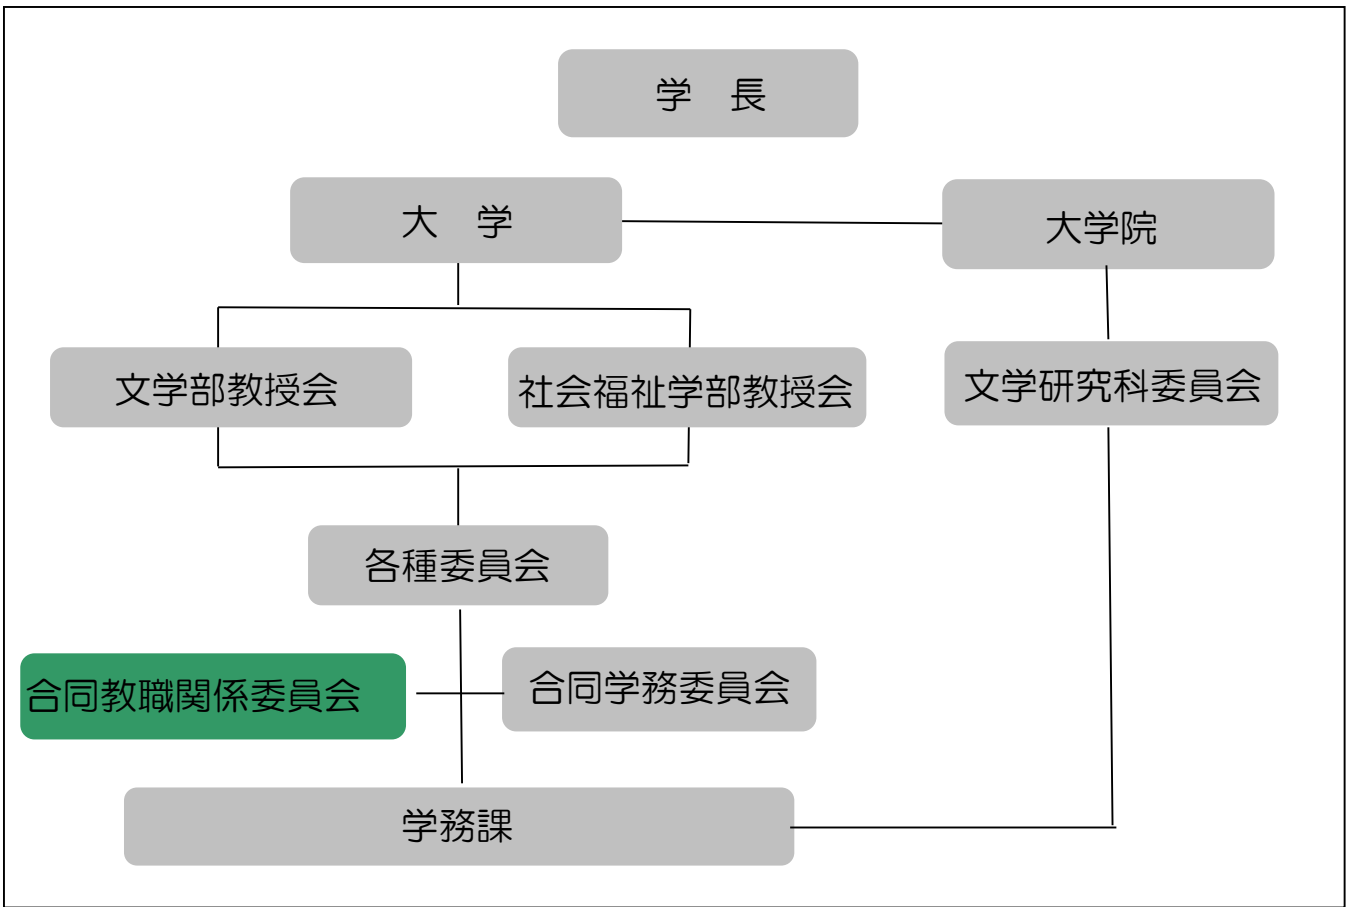 学　長
大　学
大学院
文学部教授会
社会福祉学部教授会
文学研究科委員会
各種委員会
合同教職関係委員会
合同学務委員会
学務課